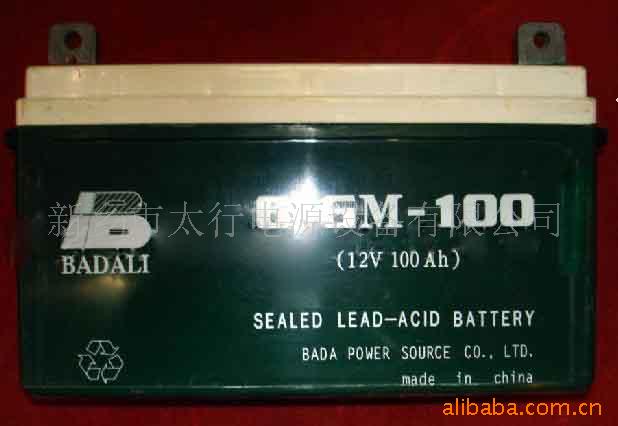 新乡市太行电源设备有限公司
BADALI
M-100
(12V 100Ah)
SEALED LEAD-ACID BATTERY
BADA POWER SOURCE CO., LTD.
made in china
alibaba.com.cn